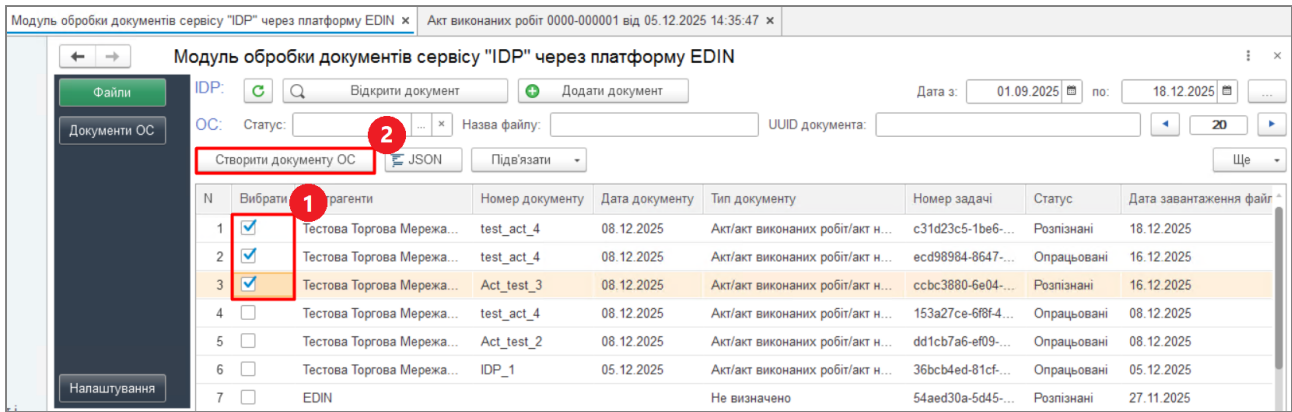 Модуль обробки документів сервісу "IDP" через платформу EDIN × Акт виконаних робіт 0000-000001 від 05.12.2025 14:35:47 ×
Модуль обробки документів сервісу "IDP" через платформу EDIN
Файли IDP: Відкрити документ Додати документ Дата з: 01.09.2025 по: 18.12.2025 ...
Документи ОС ОС: Статус: ... × Назва файлу: UUID документа: 20
2
Створити документу ОС JSON Підв'язати Ще
1
N Вибрати Номер документу Дата документу Тип документу Номер задачі Статус Дата завантаження файл
1 Тестова Торгова Мережа... test_act_4 08.12.2025 Акт/акт виконаних робіт/акт н... c31d23c5-1be6-... Розпізнані 18.12.2025
2 Тестова Торгова Мережа... test_act_4 08.12.2025 Акт/акт виконаних робіт/акт н... ecd98984-8647-... Опрацьовані 16.12.2025
3 Тестова Торгова Мережа... Act_test_3 08.12.2025 Акт/акт виконаних робіт/акт н... ccbc3880-6e04-... Розпізнані 16.12.2025
4 Тестова Торгова Мережа... test_act_4 08.12.2025 Акт/акт виконаних робіт/акт н... 153a27ce-6f8f-4... Опрацьовані 08.12.2025
5 Тестова Торгова Мережа... Act_test_2 08.12.2025 Акт/акт виконаних робіт/акт н... dd1cb7a6-ef09-... Опрацьовані 08.12.2025
6 Тестова Торгова Мережа... IDP_1 05.12.2025 Акт/акт виконаних робіт/акт н... 36bcb4ed-81cf-... Опрацьовані 05.12.2025
7 EDIN Не визначено 54aed30a-5d45-... Розпізнані 27.11.2025
Налаштування